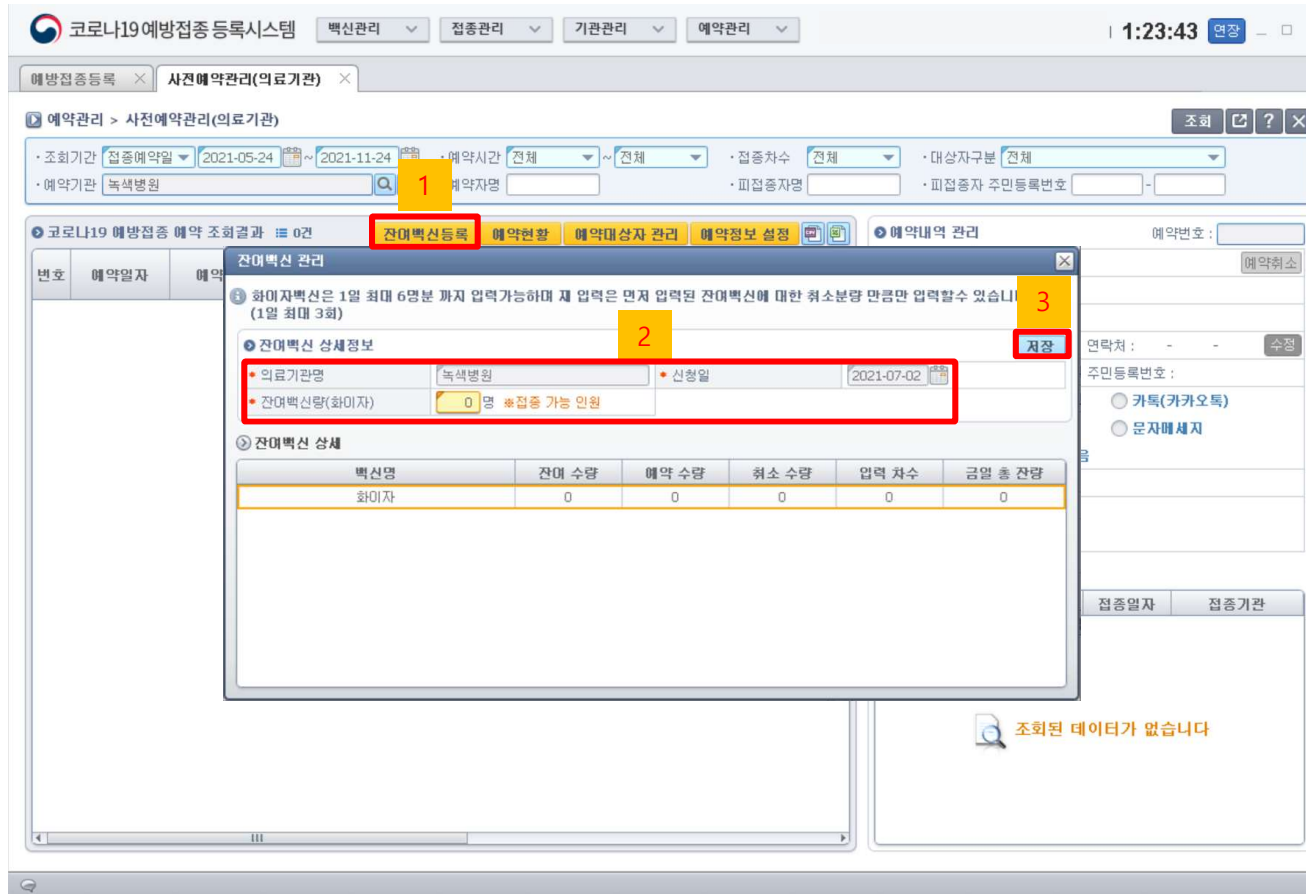 코로나19예방접종등록시스템 백신관리 접종관리 기관관리 예약관리 1:23:43 연장
예방접종등록 사전예약관리(의료기관)
예약관리 > 사전예약관리(의료기관) 조회 ?
· 조회기간 접종예약일 2021-05-24 ~ 2021-11-24 · 예약시간 전체 ~ 전체 · 접종차수 전체 · 대상자구분 전체
· 예약기관 녹색병원 예약자명 · 피접종자명 · 피접종자 주민등록번호 -
1
코로나19 예방접종 예약 조회결과 0건 잔여백신등록 예약현황 예약대상자 관리 예약정보 설정 예약내역 관리 예약번호 :
번호 예약일자 예약 잔여백신 관리 예약취소
화이자백신은 1일 최대 6명분 까지 입력가능하며 재 입력은 먼저 입력된 잔여백신에 대한 취소분량 만큼만 입력할수 있습니
(1일 최대 3회)
2
3
잔여백신 상세정보 저장 연락처 : - - 수정
• 의료기관명 녹색병원 • 신청일 2021-07-02 주민등록번호 :
• 잔여백신량(화이자) 0 명 ※접종 가능 인원 카톡(카카오톡)
잔여백신 상세 문자메세지
음
백신명 잔여 수량 예약 수량 취소 수량 입력 차수 금일 총 잔량
화이자 0 0 0 0 0
접종일자 접종기관
조회된 데이터가 없습니다